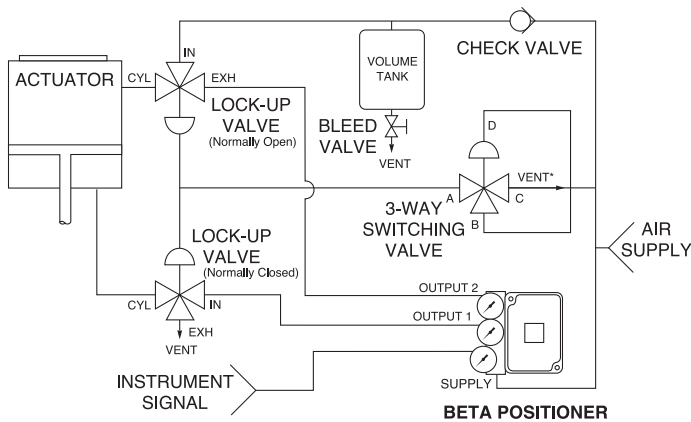 IN
CHECK VALVE
ACTUATOR
CYL
EXH
VOLUME
TANK
LOCK-UP
VALVE
(Normally Open)
BLEED
VALVE
VENT
D
VENT*
A
C
B
3-WAY
SWITCHING
VALVE
AIR
SUPPLY
LOCK-UP
VALVE
(Normally Closed)
CYL
IN
EXH
VENT
OUTPUT 2
OUTPUT 1
INSTRUMENT
SIGNAL
SUPPLY
BETA POSITIONER